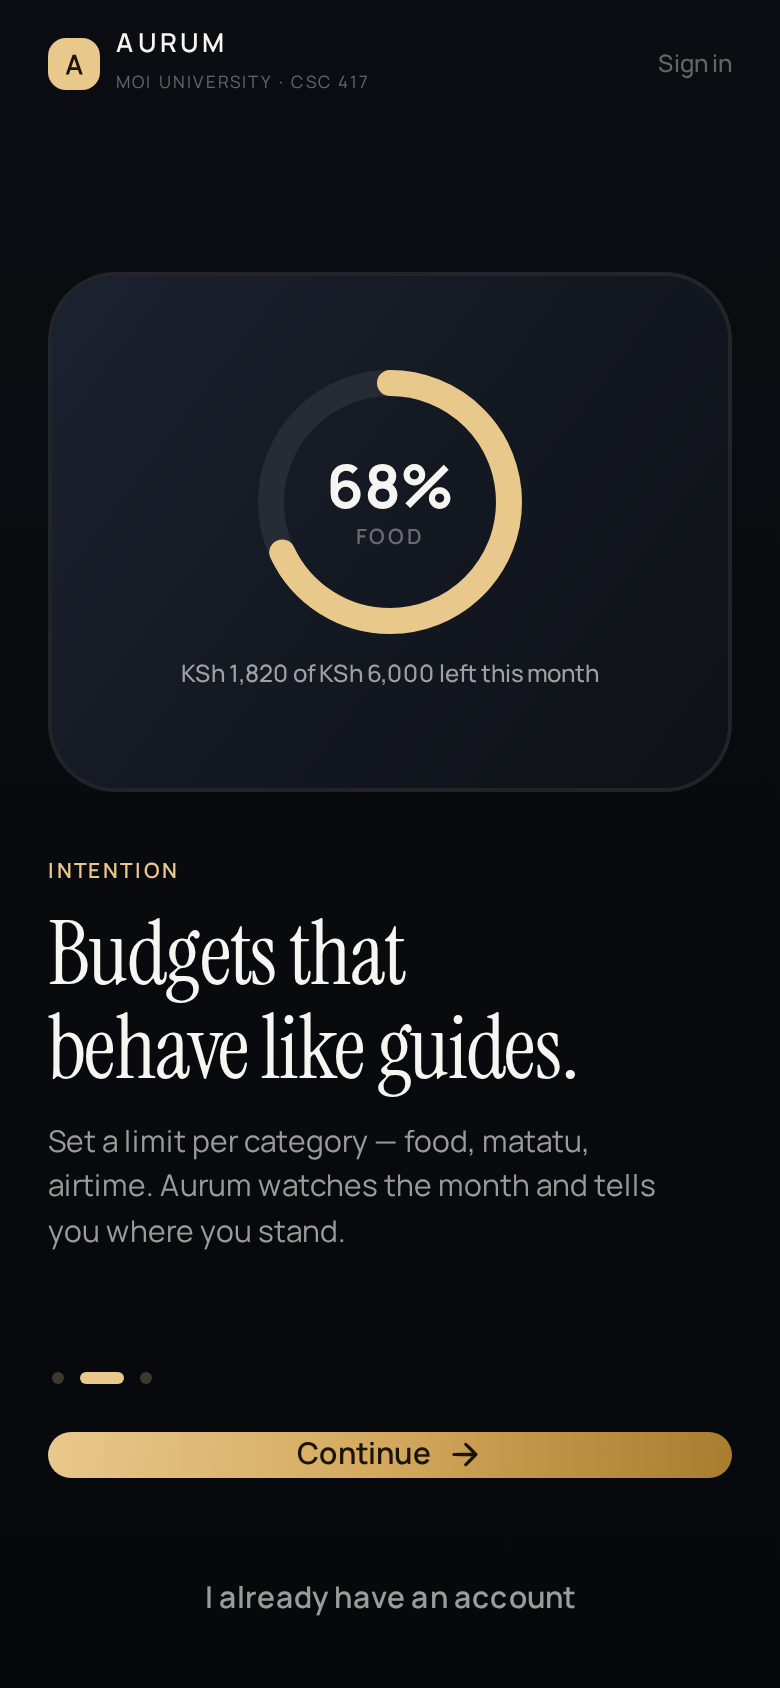 A
AURUM
MOI UNIVERSITY · CSC 417
Sign in
68%
FOOD
KSh 1,820 of KSh 6,000 left this month
INTENTION
Budgets that
behave like guides.
Set a limit per category — food, matatu,
airtime. Aurum watches the month and tells
you where you stand.
Continue →
I already have an account